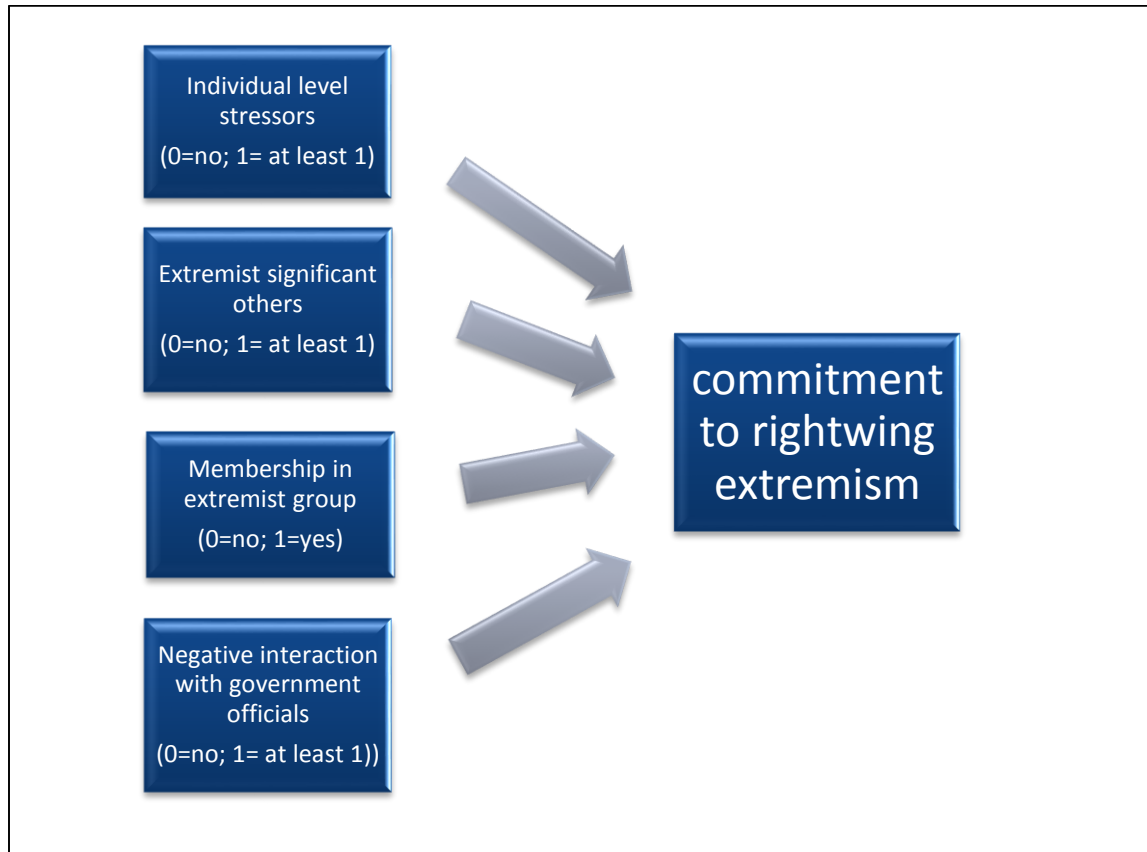 Individual level
stressors
(0=no; 1= at least 1)
Extremist significant
others
(0=no; 1= at least 1)
Membership in
extremist group
(0=no; 1=yes)
Negative interaction
with government
officials
(0=no; 1= at least 1))
commitment
to rightwing
extremism